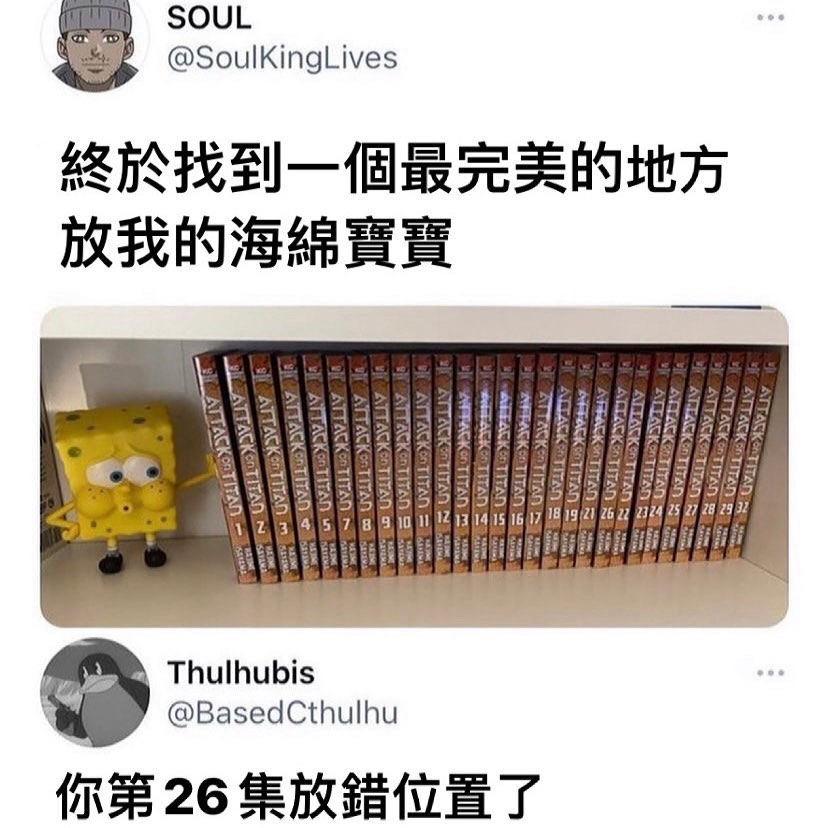 SOUL
@SoulKingLives
終於找到一個最完美的地方
放我的海綿寶寶
ATTACK ON TITAN 1
ATTACK ON TITAN 2
ATTACK ON TITAN 3
ATTACK ON TITAN 4
ATTACK ON TITAN 5
ATTACK ON TITAN 7
ATTACK ON TITAN 8
ATTACK ON TITAN 9
ATTACK ON TITAN 10
ATTACK ON TITAN 11
ATTACK ON TITAN 12
ATTACK ON TITAN 13
ATTACK ON TITAN 14
ATTACK ON TITAN 15
ATTACK ON TITAN 16
ATTACK ON TITAN 17
ATTACK ON TITAN 18
ATTACK ON TITAN 19
ATTACK ON TITAN 21
ATTACK ON TITAN 26
ATTACK ON TITAN 22
ATTACK ON TITAN 23
ATTACK ON TITAN 24
ATTACK ON TITAN 25
ATTACK ON TITAN 27
ATTACK ON TITAN 28
ATTACK ON TITAN 29
ATTACK ON TITAN 32
Thulhubis
@BasedCthulhu
你第26集放錯位置了